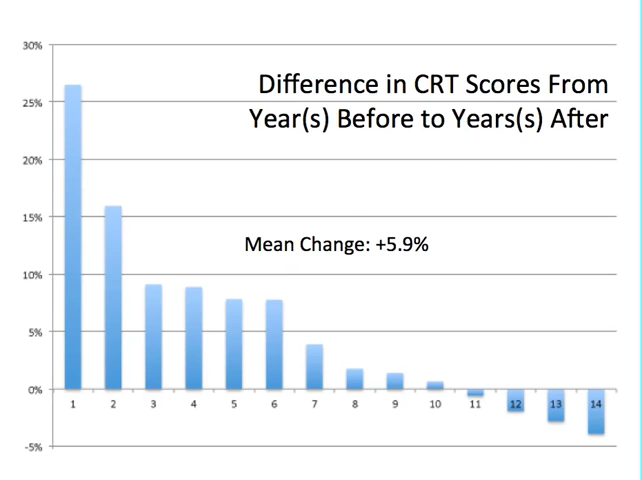 30%
Difference in CRT Scores From
25%
Year(s) Before to Years(s) After
20%
15%
Mean Change: +5.9%
10%
5%
0%
1 2 3 4 5 6 7 8 9 10 11 12 13 14
-5%